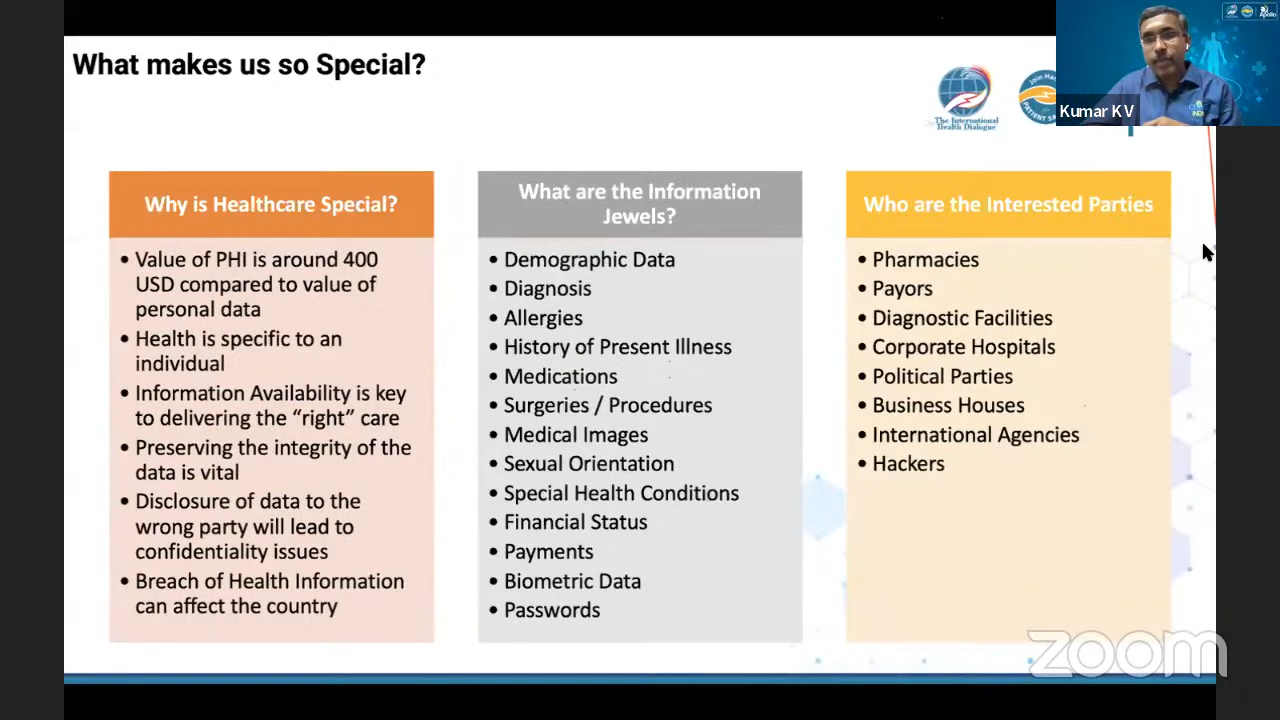 What makes us so Special?
The International
Health Dialogue
Kumar KV
Why is Healthcare Special?
• Value of PHI is around 400
USD compared to value of
personal data
• Health is specific to an
individual
• Information Availability is key
to delivering the “right” care
• Preserving the integrity of the
data is vital
• Disclosure of data to the
wrong party will lead to
confidentiality issues
• Breach of Health Information
can affect the country
What are the Information
Jewels?
• Demographic Data
• Diagnosis
• Allergies
• History of Present Illness
• Medications
• Surgeries / Procedures
• Medical Images
• Sexual Orientation
• Special Health Conditions
• Financial Status
• Payments
• Biometric Data
• Passwords
Who are the Interested Parties
• Pharmacies
• Payors
• Diagnostic Facilities
• Corporate Hospitals
• Political Parties
• Business Houses
• International Agencies
• Hackers
zoom